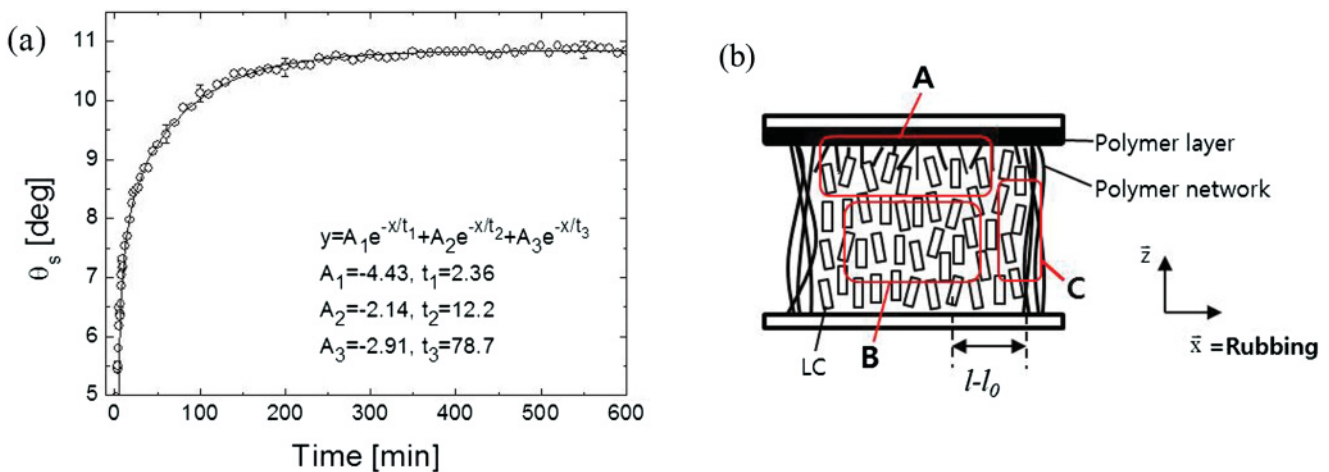 (a)
11
10
9
8
7
6
5
θs [deg]
y=A1e-x/t1+A2e-x/t2+A3e-x/t3
A1=-4.43, t1=2.36
A2=-2.14, t2=12.2
A3=-2.91, t3=78.7
0 100 200 300 400 500 600
Time [min]
(b)
A
Polymer layer
Polymer network
C
LC
B
l-l0
z
x =Rubbing